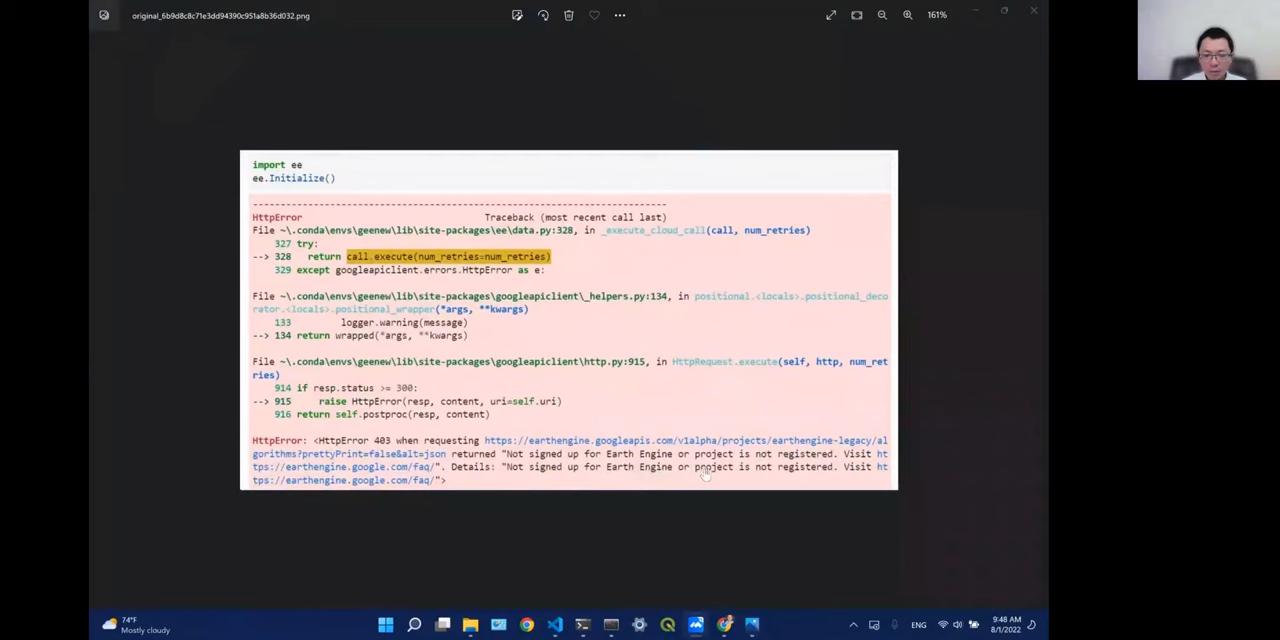 original_6b9d8c8c71e3dd94390c951a8b36d032.png
161%
import ee
ee.Initialize()
---------------------------------------------------------------------------
HttpError Traceback (most recent call last)
File ~\.conda\envs\geenew\lib\site-packages\ee\data.py:328, in _execute_cloud_call(call, num_retries)
327 try:
--> 328 return call.execute(num_retries=num_retries)
329 except googleapiclient.errors.HttpError as e:
File ~\.conda\envs\geenew\lib\site-packages\googleapiclient\_helpers.py:134, in positional.<locals>.positional_deco
rator.<locals>.positional_wrapper(*args, **kwargs)
133 logger.warning(message)
--> 134 return wrapped(*args, **kwargs)
File ~\.conda\envs\geenew\lib\site-packages\googleapiclient\http.py:915, in HttpRequest.execute(self, http, num_ret
ries)
914 if resp.status >= 300:
--> 915 raise HttpError(resp, content, uri=self.uri)
916 return self.postproc(resp, content)
HttpError: <HttpError 403 when requesting https://earthengine.googleapis.com/v1alpha/projects/earthengine-legacy/al
gorithms?prettyPrint=false&alt=json returned "Not signed up for Earth Engine or project is not registered. Visit ht
tps://earthengine.google.com/faq/". Details: "Not signed up for Earth Engine or project is not registered. Visit ht
tps://earthengine.google.com/faq/">
74°F
Mostly cloudy
ENG
9:48 AM
8/1/2022